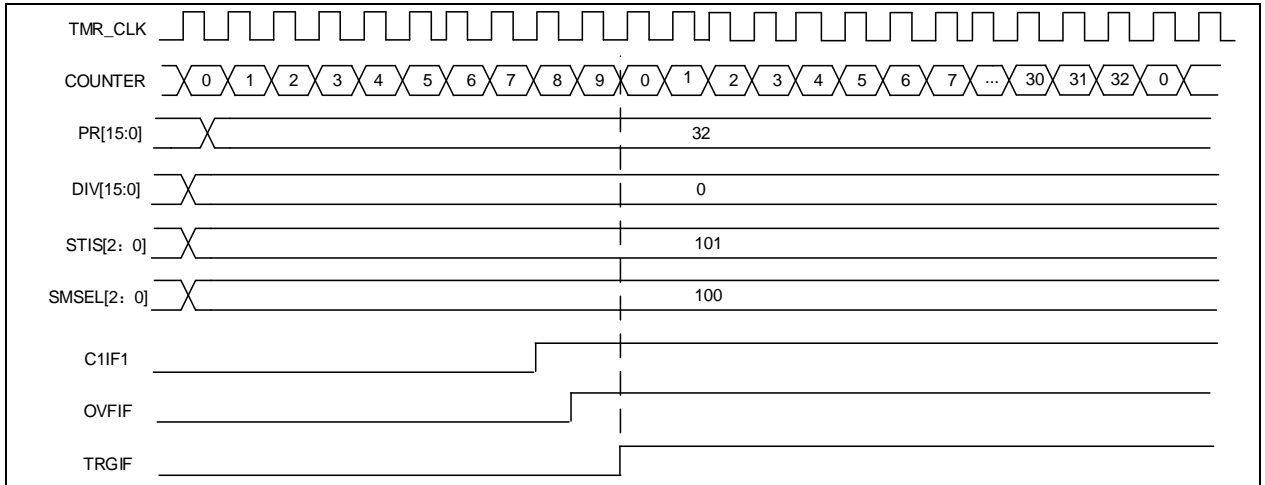 TMR_CLK
COUNTER 0 1 2 3 4 5 6 7 8 9 0 1 2 3 4 5 6 7 ... 30 31 32 0
PR[15:0] 32
DIV[15:0] 0
STIS[2：0] 101
SMSEL[2：0] 100
C1IF1
OVFIF
TRGIF